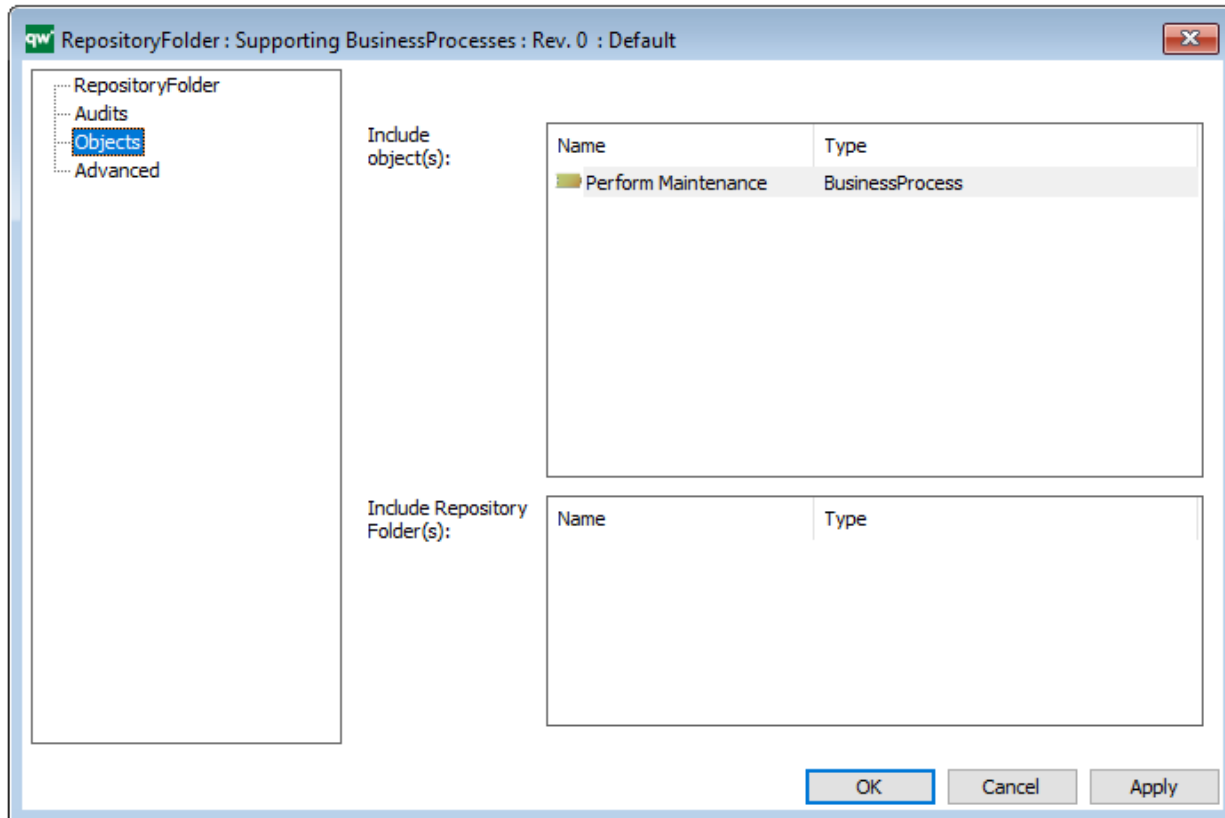 qw RepositoryFolder : Supporting BusinessProcesses : Rev. 0 : Default
RepositoryFolder
Audits
Objects
Advanced
Include
object(s):
Name Type
Perform Maintenance BusinessProcess
Include Repository
Folder(s):
Name Type
OK Cancel Apply